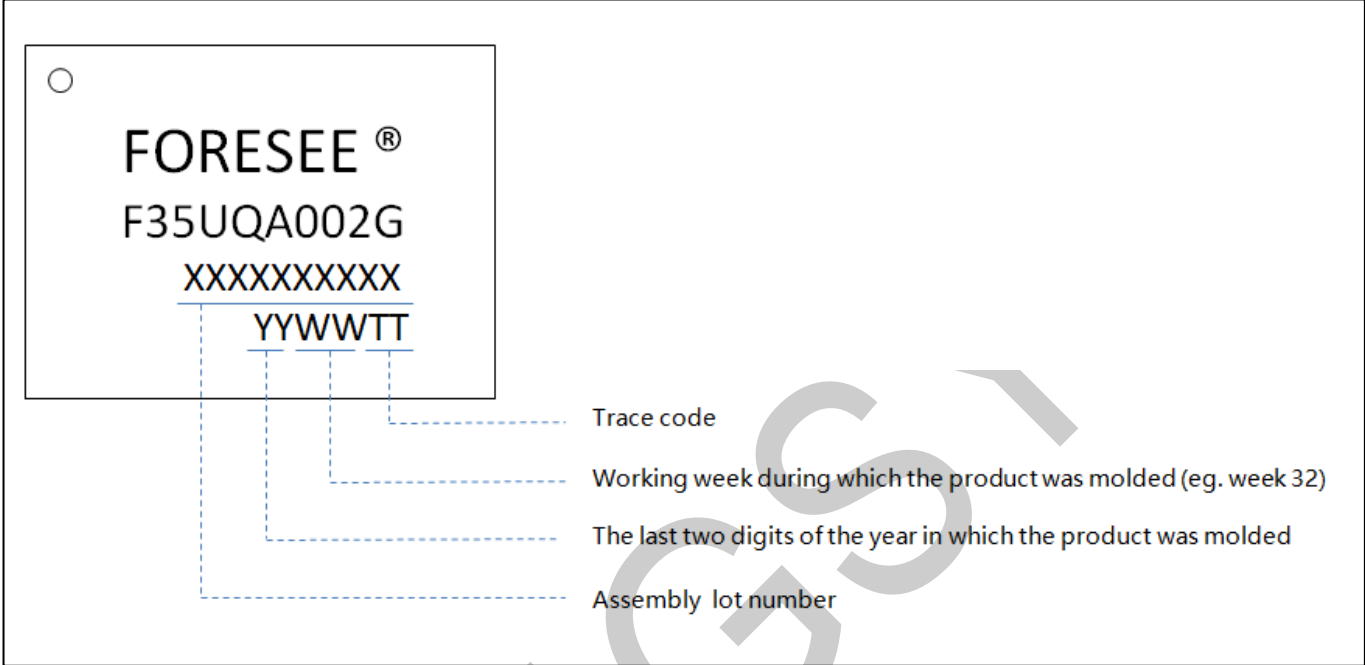 FORESEE ®
F35UQA002G
XXXXXXXXXX
YYWWTT
Trace code
Working week during which the product was molded (eg. week 32)
The last two digits of the year in which the product was molded
Assembly lot number